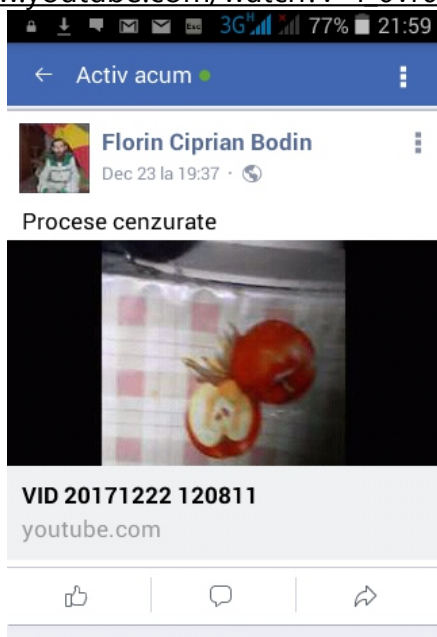 3G H 77% 21:59
← Activ acum
Florin Ciprian Bodin
Dec 23 la 19:37 ·
Procese cenzurate
VID 20171222 120811
youtube.com